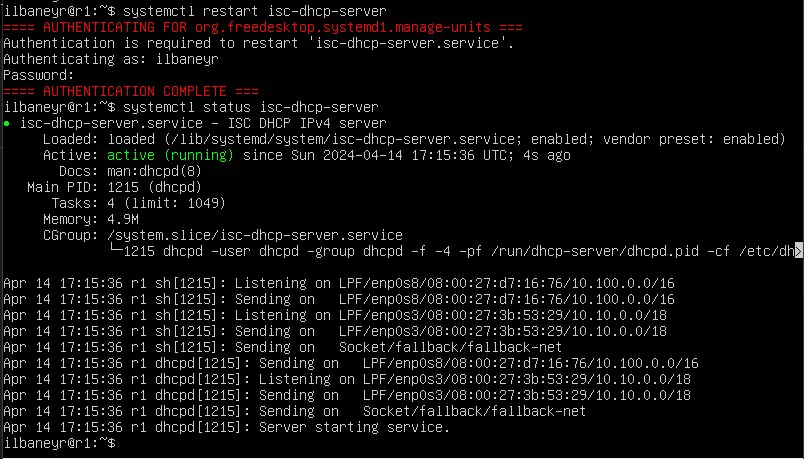 ilbaneyr@r1:~$ systemctl restart isc-dhcp-server
==== AUTHENTICATING FOR org.freedesktop.systemd1.manage-units ===
Authentication is required to restart 'isc-dhcp-server.service'.
Authenticating as: ilbaneyr
Password:
==== AUTHENTICATION COMPLETE ===
ilbaneyr@r1:~$ systemctl status isc-dhcp-server
● isc-dhcp-server.service - ISC DHCP IPv4 server
Loaded: loaded (/lib/systemd/system/isc-dhcp-server.service; enabled; vendor preset: enabled)
Active: active (running) since Sun 2024-04-14 17:15:36 UTC; 4s ago
Docs: man:dhcpd(8)
Main PID: 1215 (dhcpd)
Tasks: 4 (limit: 1049)
Memory: 4.9M
CGroup: /system.slice/isc-dhcp-server.service
└─1215 dhcpd -user dhcpd -group dhcpd -f -4 -pf /run/dhcp-server/dhcpd.pid -cf /etc/dh>
Apr 14 17:15:36 r1 sh[1215]: Listening on LPF/enp0s8/08:00:27:d7:16:76/10.100.0.0/16
Apr 14 17:15:36 r1 sh[1215]: Sending on   LPF/enp0s8/08:00:27:d7:16:76/10.100.0.0/16
Apr 14 17:15:36 r1 sh[1215]: Listening on LPF/enp0s3/08:00:27:3b:53:29/10.10.0.0/18
Apr 14 17:15:36 r1 sh[1215]: Sending on   LPF/enp0s3/08:00:27:3b:53:29/10.10.0.0/18
Apr 14 17:15:36 r1 sh[1215]: Sending on   Socket/fallback/fallback-net
Apr 14 17:15:36 r1 dhcpd[1215]: Sending on   LPF/enp0s8/08:00:27:d7:16:76/10.100.0.0/16
Apr 14 17:15:36 r1 dhcpd[1215]: Listening on LPF/enp0s3/08:00:27:3b:53:29/10.10.0.0/18
Apr 14 17:15:36 r1 dhcpd[1215]: Sending on   LPF/enp0s3/08:00:27:3b:53:29/10.10.0.0/18
Apr 14 17:15:36 r1 dhcpd[1215]: Sending on   Socket/fallback/fallback-net
Apr 14 17:15:36 r1 dhcpd[1215]: Server starting service.
ilbaneyr@r1:~$